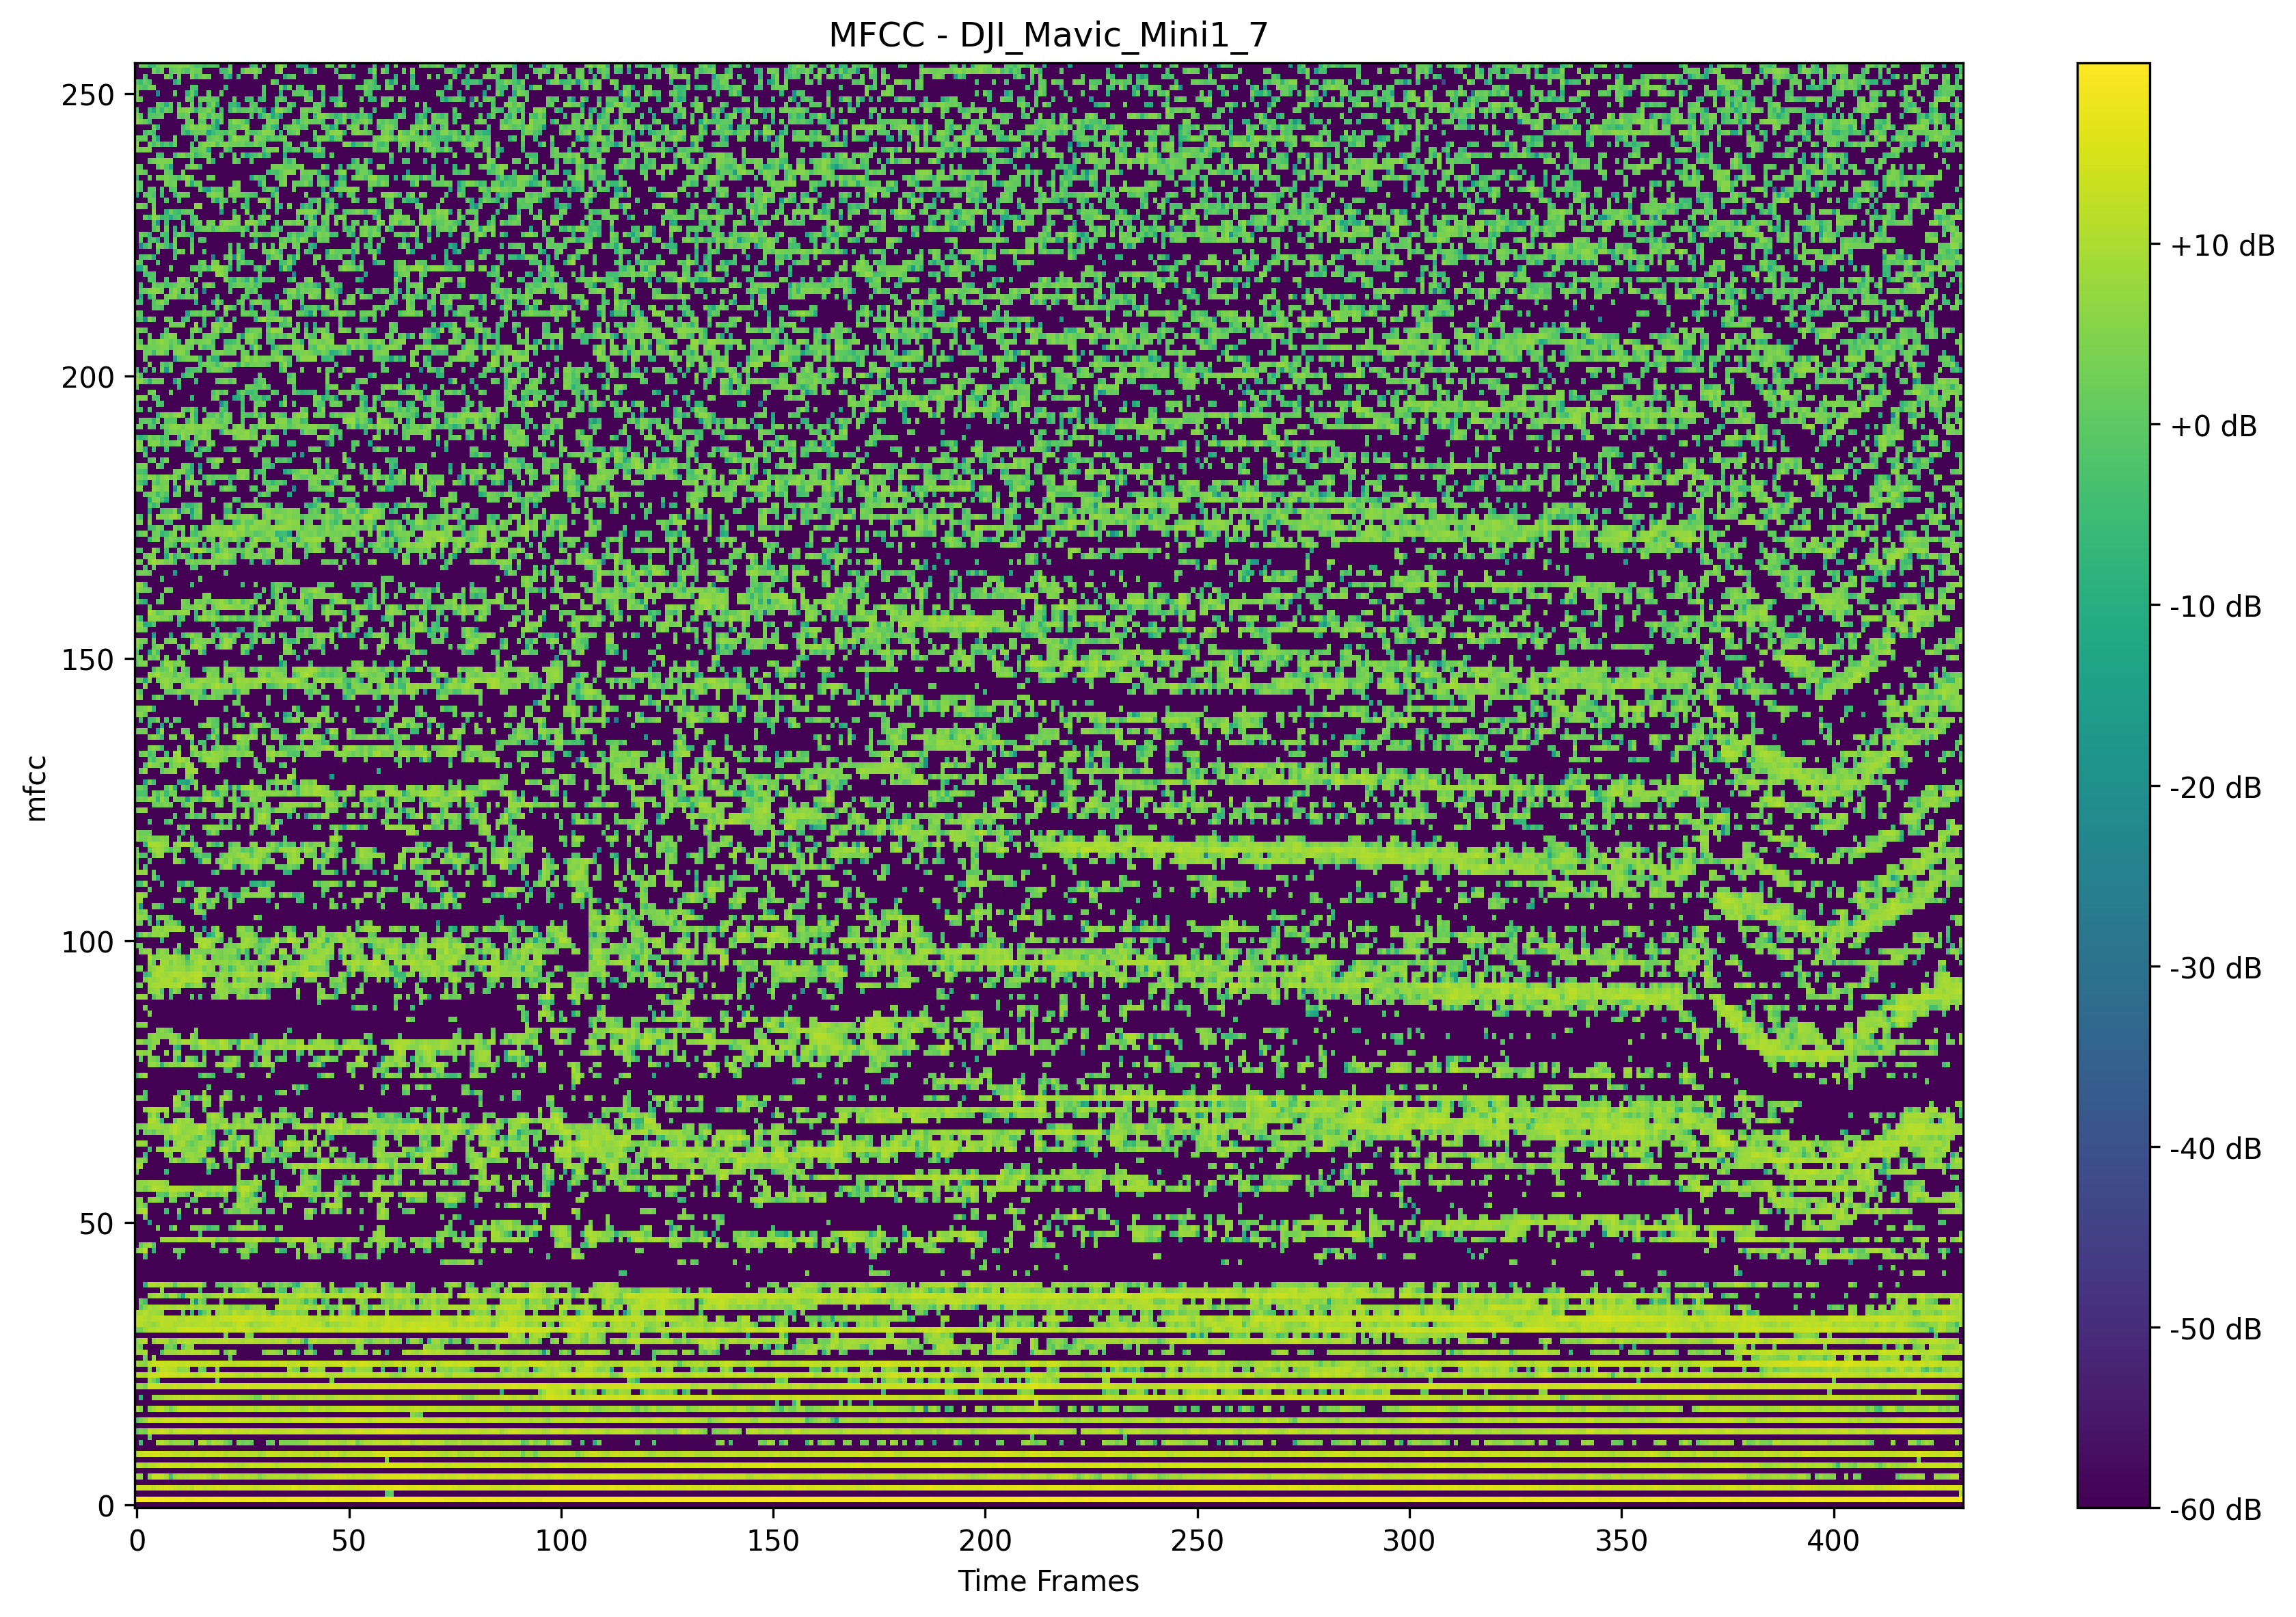 MFCC - DJI_Mavic_Mini1_7
250
200
150
100
50
0
mfcc
0 50 100 150 200 250 300 350 400
Time Frames
+10 dB
+0 dB
-10 dB
-20 dB
-30 dB
-40 dB
-50 dB
-60 dB